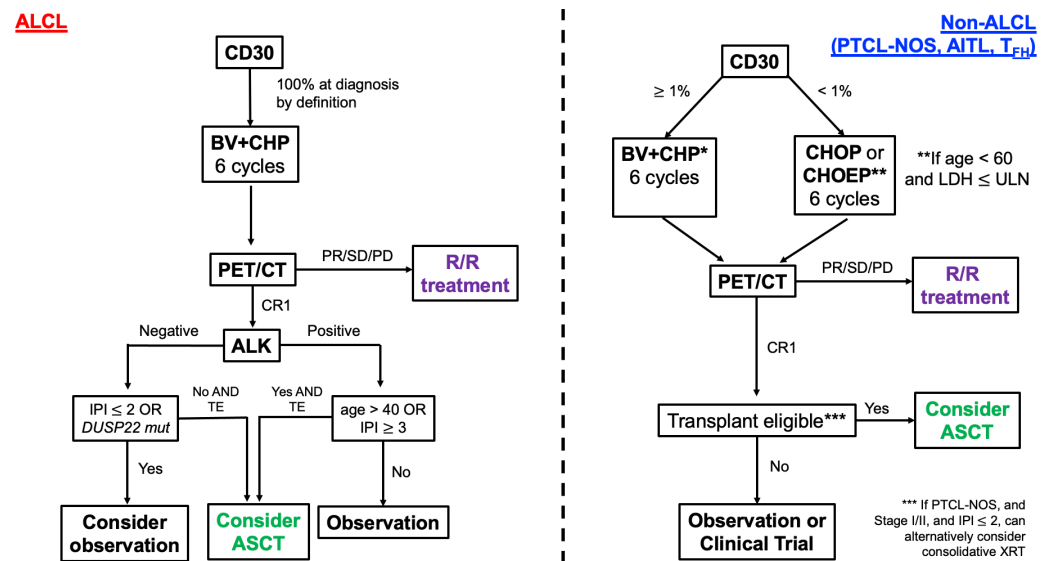 ALCL
CD30
100% at diagnosis
by definition
BV+CHP
6 cycles
PET/CT
PR/SD/PD
R/R
treatment
CR1
Negative
Positive
ALK
No AND
TE
Yes AND
TE
IPI ≤ 2 OR
DUSP22 mut
age > 40 OR
IPI ≥ 3
Yes
No
Consider
observation
Consider
ASCT
Observation
Non-ALCL
(PTCL-NOS, AITL, TFH)
CD30
≥ 1%
< 1%
BV+CHP*
6 cycles
CHOP or
CHOEP**
6 cycles
**If age < 60
and LDH ≤ ULN
PET/CT
PR/SD/PD
R/R
treatment
CR1
Transplant eligible***
Yes
Consider
ASCT
No
Observation or
Clinical Trial
*** If PTCL-NOS, and
Stage I/II, and IPI ≤ 2, can
alternatively consider
consolidative XRT